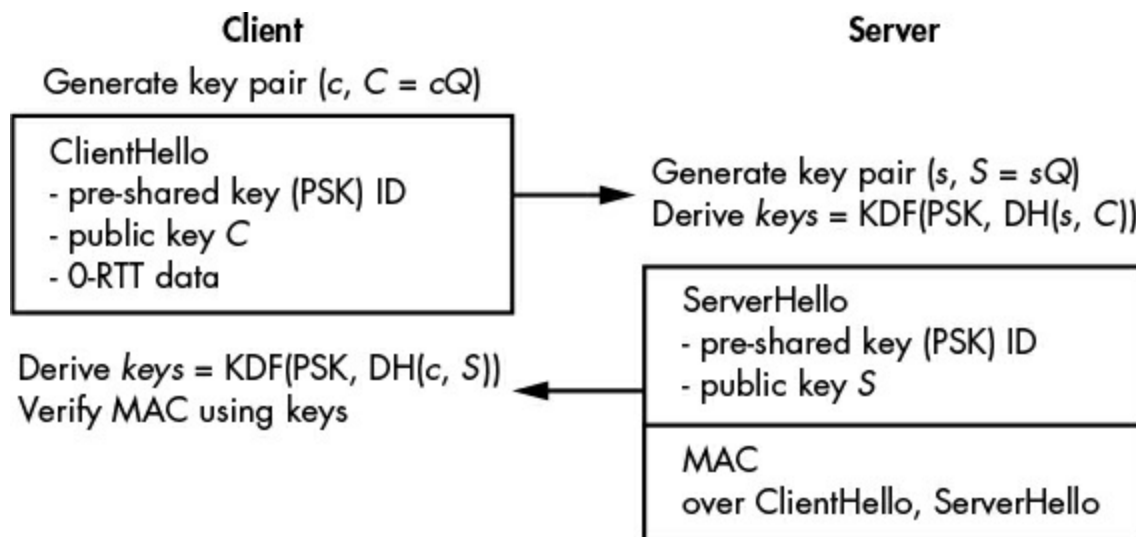 Client
Server
Generate key pair (c, C = cQ)
ClientHello
- pre-shared key (PSK) ID
- public key C
- 0-RTT data
Generate key pair (s, S = sQ)
Derive keys = KDF(PSK, DH(s, C))
ServerHello
- pre-shared key (PSK) ID
- public key S
Derive keys = KDF(PSK, DH(c, S))
Verify MAC using keys
MAC
over ClientHello, ServerHello